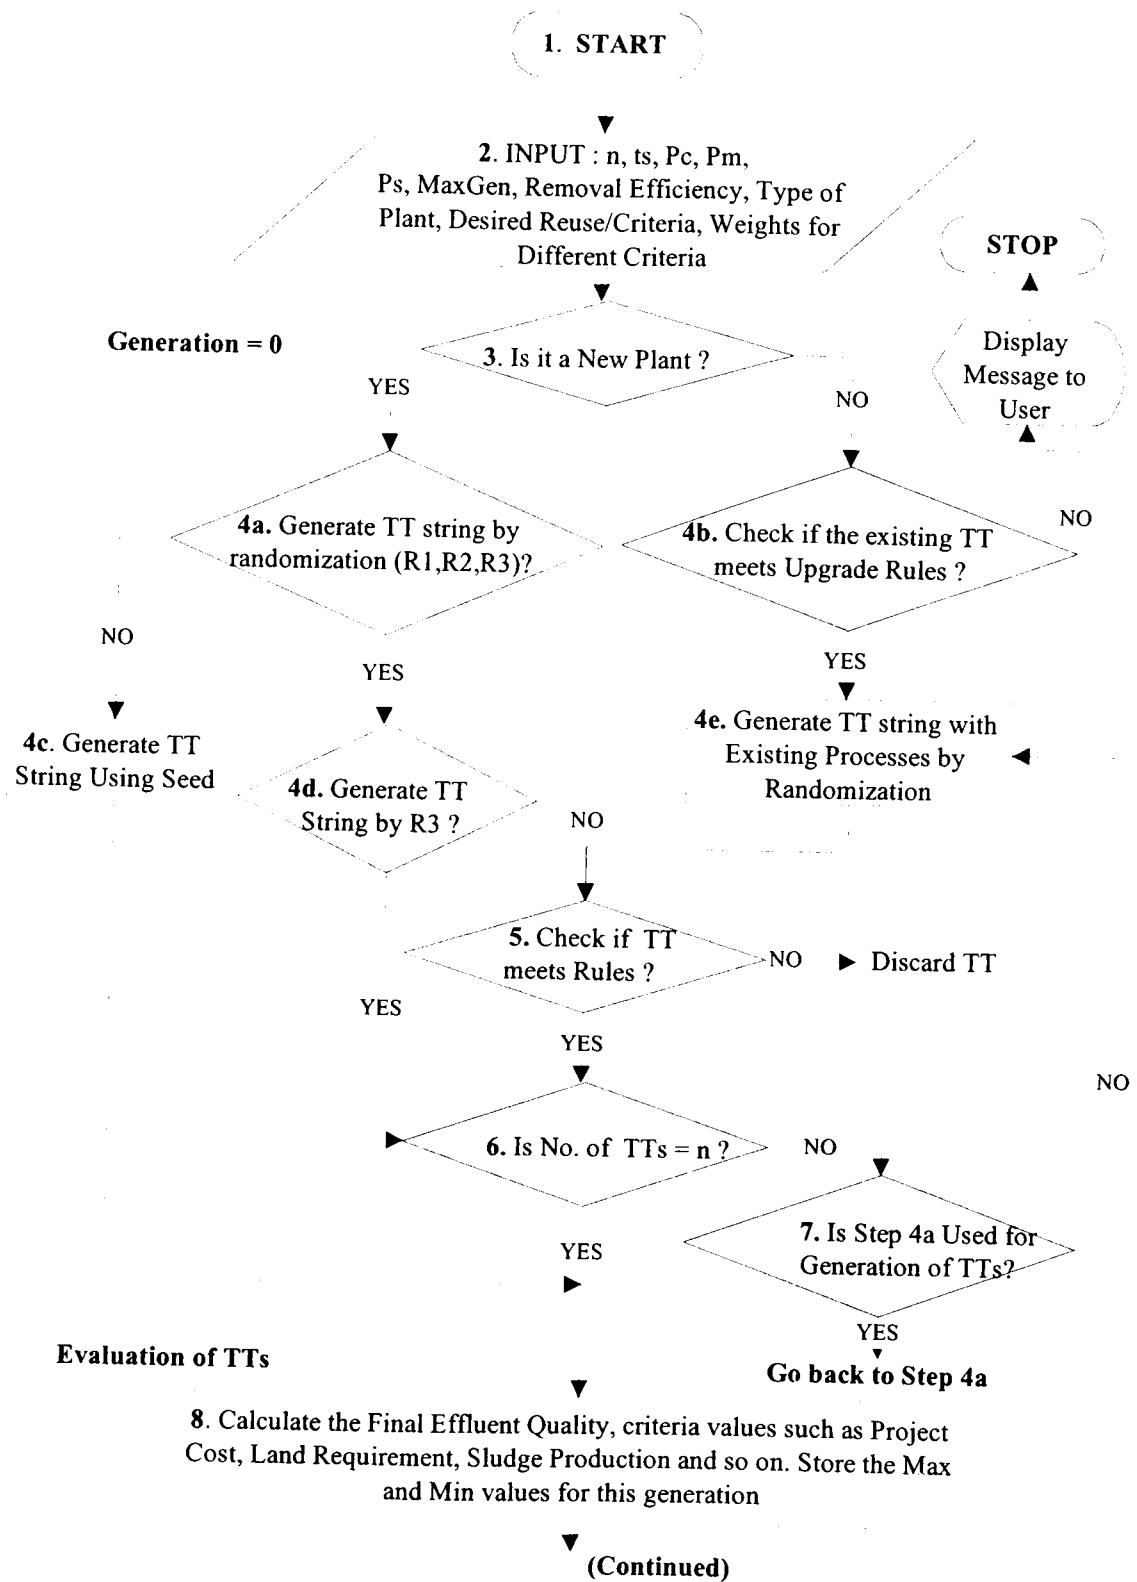 1. START
2. INPUT : n, ts, Pc, Pm,
Ps, MaxGen, Removal Efficiency, Type of
Plant, Desired Reuse/Criteria, Weights for
Different Criteria
STOP
Generation = 0
3. Is it a New Plant ?
Display
Message to
User
YES
NO
4a. Generate TT string by
randomization (R1,R2,R3)?
4b. Check if the existing TT
meets Upgrade Rules ?
NO
NO
YES
YES
4c. Generate TT
String Using Seed
4d. Generate TT
String by R3 ?
4e. Generate TT string with
Existing Processes by
Randomization
NO
5. Check if TT
meets Rules ?
NO
Discard TT
YES
YES
NO
6. Is No. of TTs = n ?
NO
7. Is Step 4a Used for
Generation of TTs?
YES
YES
Evaluation of TTs
Go back to Step 4a
8. Calculate the Final Effluent Quality, criteria values such as Project
Cost, Land Requirement, Sludge Production and so on. Store the Max
and Min values for this generation
(Continued)